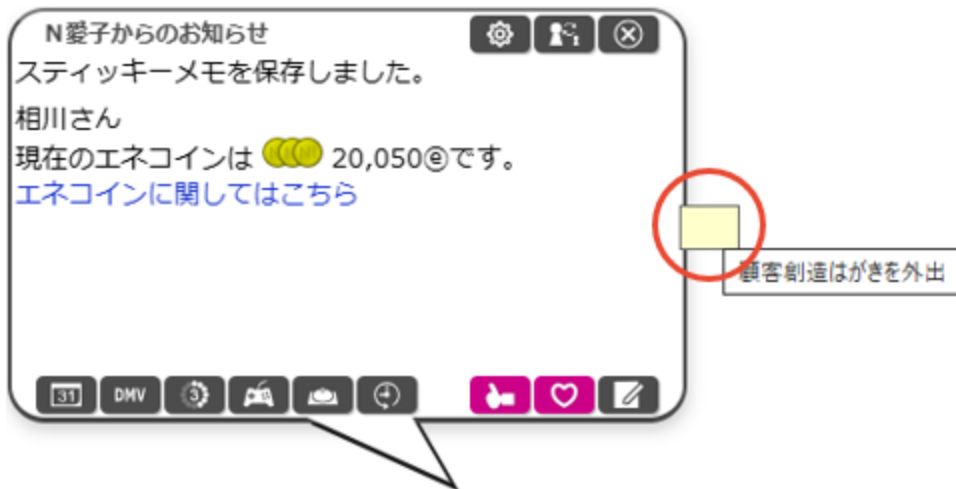 N愛子からのお知らせ
スティッキーメモを保存しました。
相川さん
現在のエネコインは 20,050ⓔです。
エネコインに関してはこちら
顧客創造はがきを外出
31
DMV
3